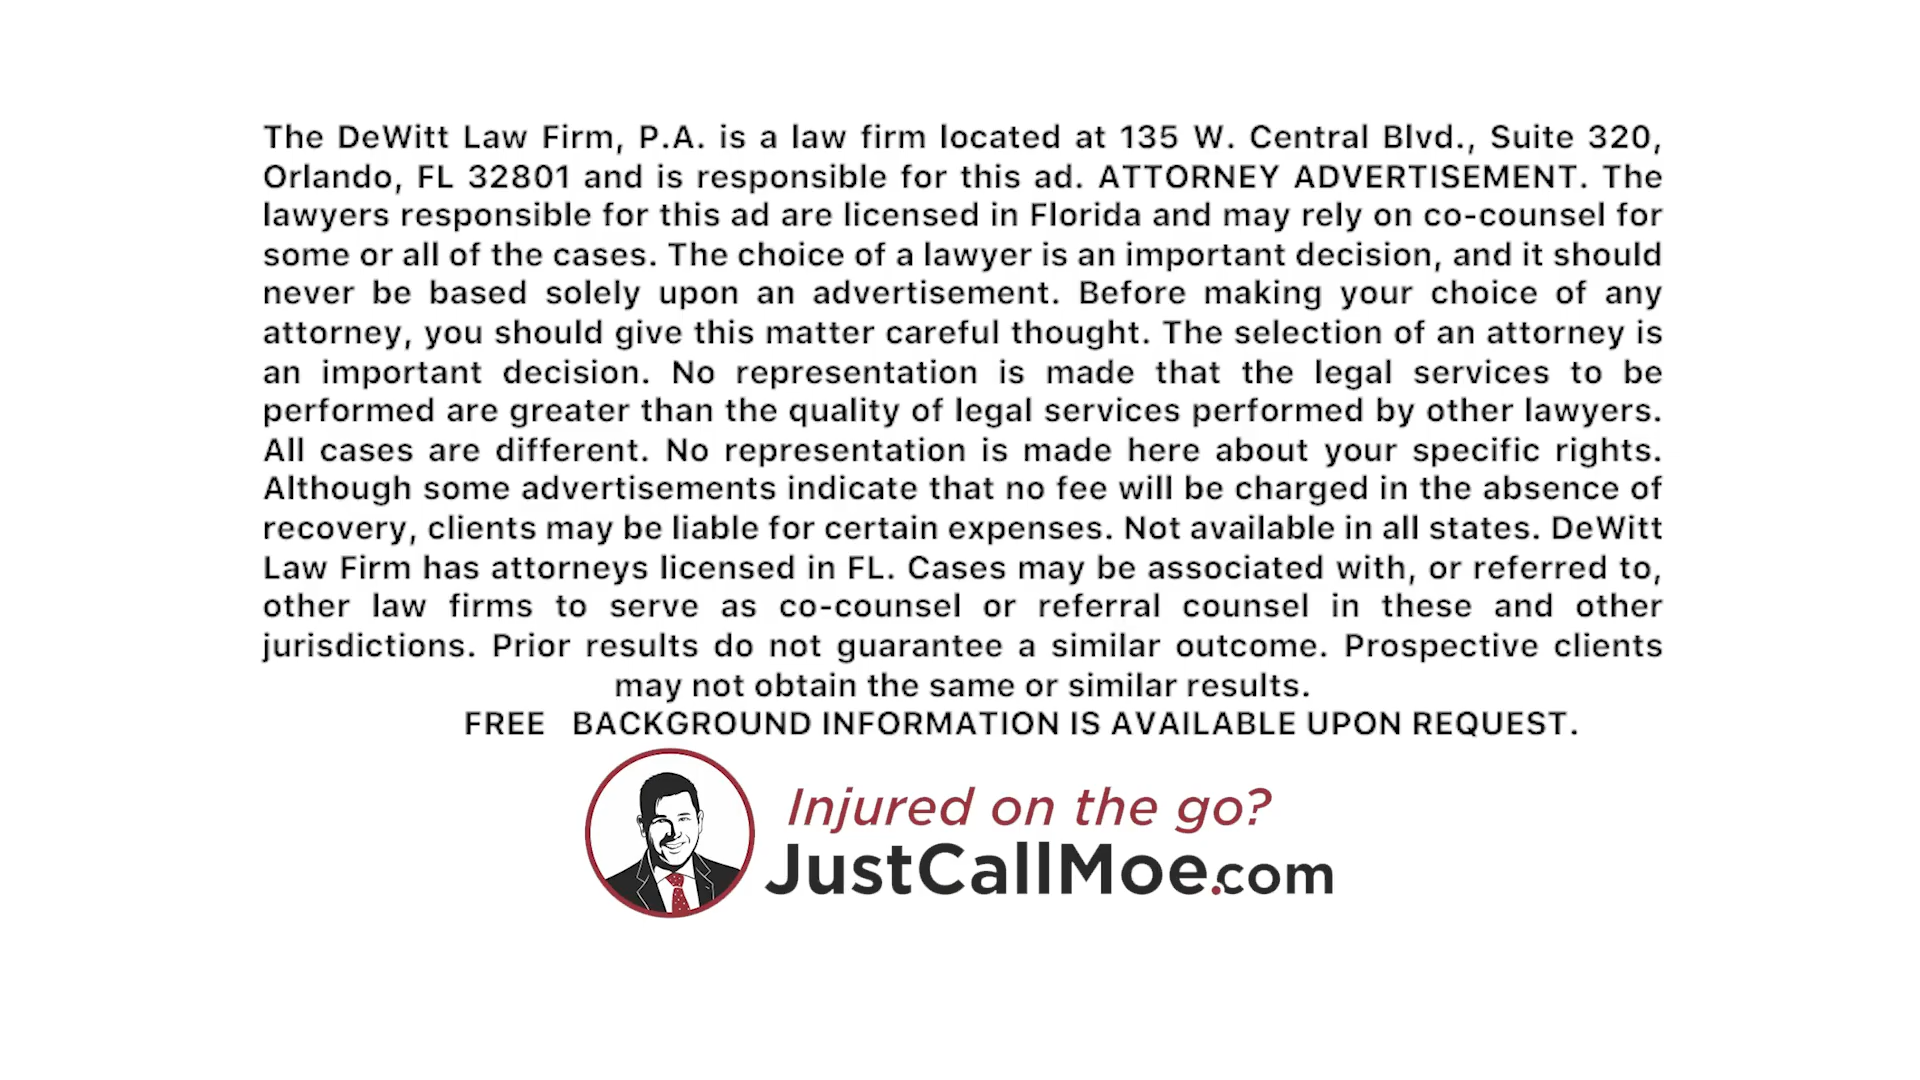 The DeWitt Law Firm, P.A. is a law firm located at 135 W. Central Blvd., Suite 320,
Orlando, FL 32801 and is responsible for this ad. ATTORNEY ADVERTISEMENT. The
lawyers responsible for this ad are licensed in Florida and may rely on co-counsel for
some or all of the cases. The choice of a lawyer is an important decision, and it should
never be based solely upon an advertisement. Before making your choice of any
attorney, you should give this matter careful thought. The selection of an attorney is
an important decision. No representation is made that the legal services to be
performed are greater than the quality of legal services performed by other lawyers.
All cases are different. No representation is made here about your specific rights.
Although some advertisements indicate that no fee will be charged in the absence of
recovery, clients may be liable for certain expenses. Not available in all states. DeWitt
Law Firm has attorneys licensed in FL. Cases may be associated with, or referred to,
other law firms to serve as co-counsel or referral counsel in these and other
jurisdictions. Prior results do not guarantee a similar outcome. Prospective clients
may not obtain the same or similar results.
FREE BACKGROUND INFORMATION IS AVAILABLE UPON REQUEST.
Injured on the go?
JustCallMoe.com